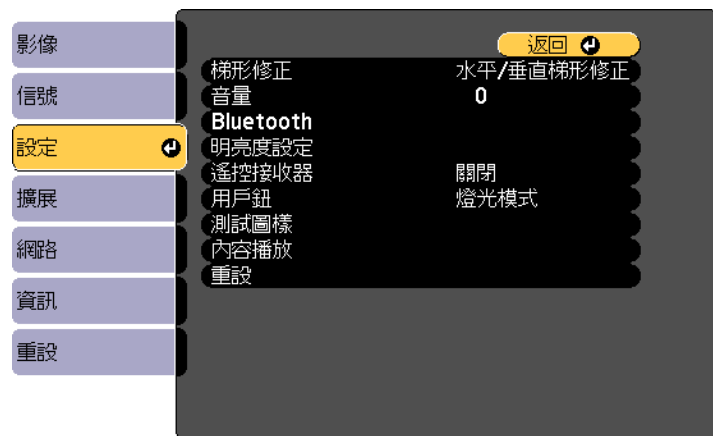 影像
信號
設定
擴展
網路
資訊
重設
返回
梯形修正 水平/垂直梯形修正
音量 0
Bluetooth
明亮度設定
遙控接收器 關閉
用戶鈕 燈光模式
測試圖樣
內容播放
重設